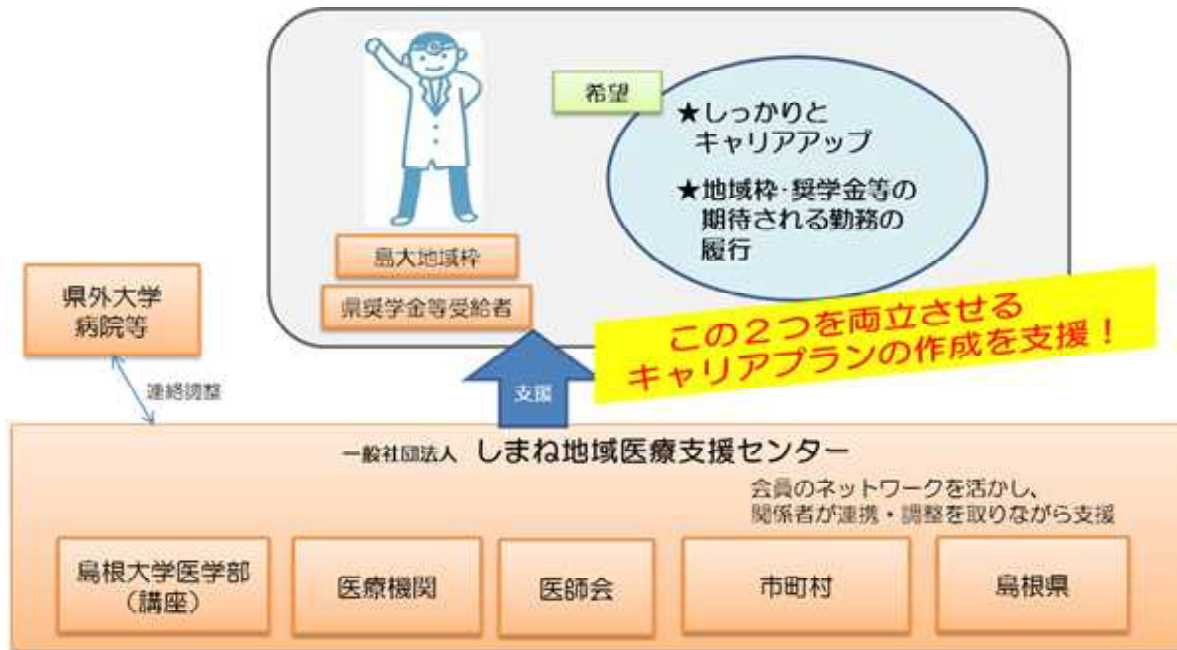 希望
★しっかりと
キャリアアップ
★地域枠・奨学金等の
期待される勤務の
履行
島大地域枠
県奨学金等受給者
県外大学
病院等
この２つを両立させる
キャリアプランの作成を支援！
連絡調整
支援
一般社団法人 しまね地域医療支援センター
会員のネットワークを活かし、
関係者が連携・調整を取りながら支援
島根大学医学部
（講座）
医療機関
医師会
市町村
島根県